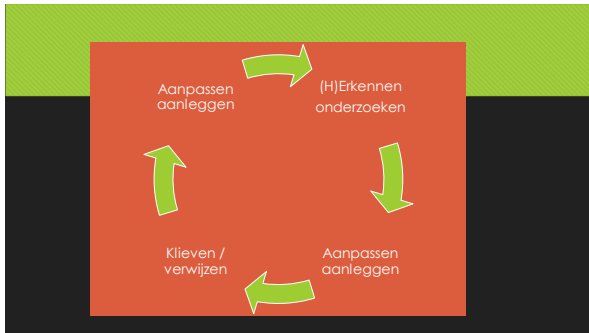 Aanpassen
aanleggen
(H)Erkennen
onderzoeken
Klieven /
verwijzen
Aanpassen
aanleggen